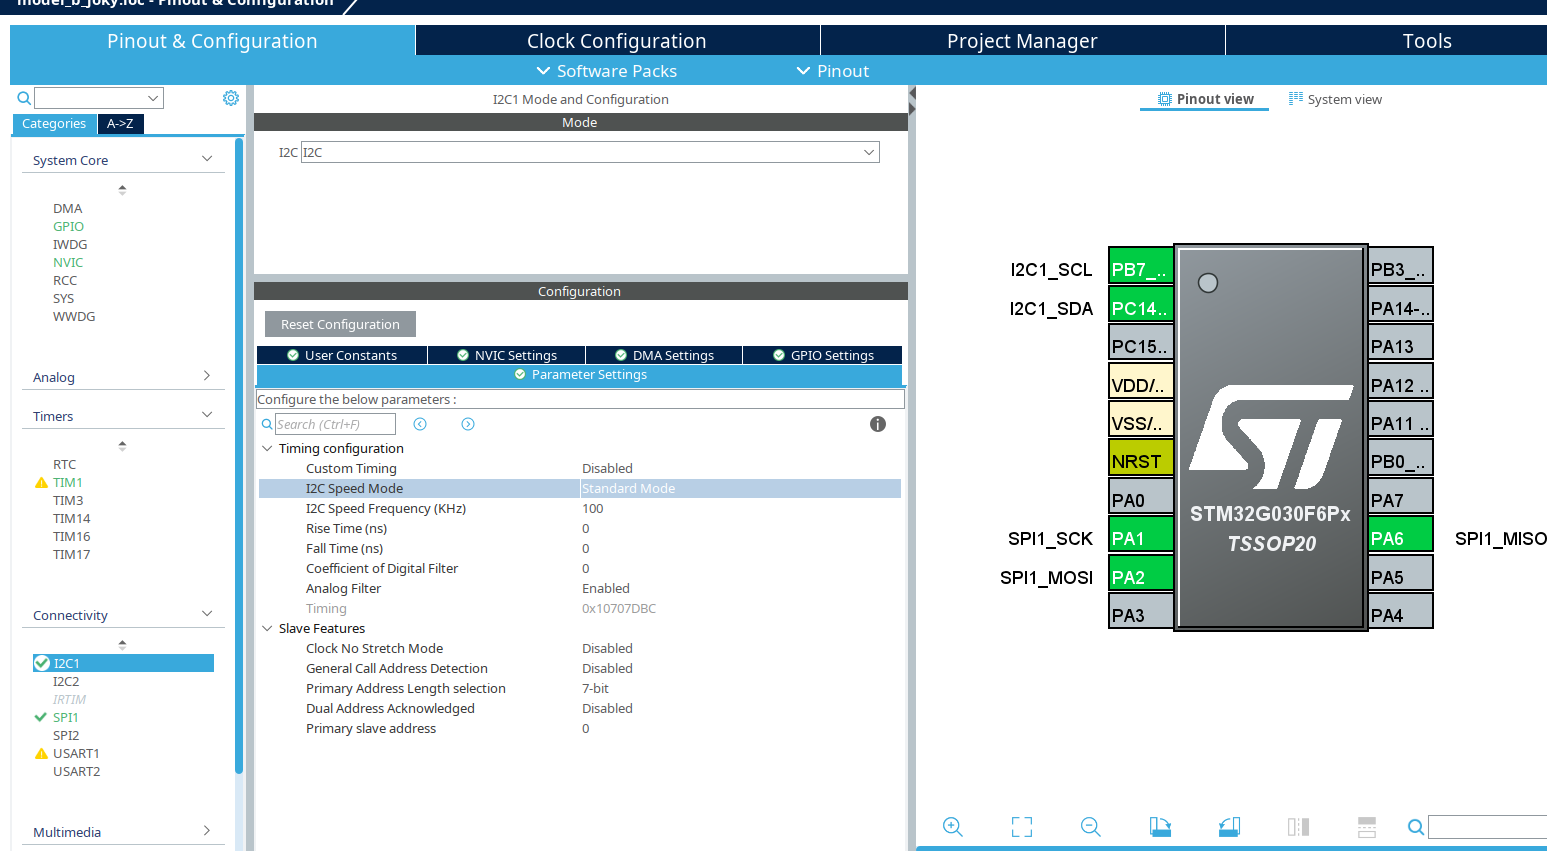 model_b_joky.ioc - Pinout & Configuration
Pinout & Configuration
Clock Configuration
Project Manager
Tools
Software Packs
Pinout
Categories
A->Z
System Core
DMA
GPIO
IWDG
NVIC
RCC
SYS
WWDG
Analog
Timers
RTC
TIM1
TIM3
TIM14
TIM16
TIM17
Connectivity
I2C1
I2C2
IRTIM
SPI1
SPI2
USART1
USART2
Multimedia
I2C1 Mode and Configuration
Mode
I2C I2C
Configuration
Reset Configuration
User Constants
NVIC Settings
DMA Settings
GPIO Settings
Parameter Settings
Configure the below parameters :
Search (Ctrl+F)
Timing configuration
Custom Timing Disabled
I2C Speed Mode Standard Mode
I2C Speed Frequency (KHz) 100
Rise Time (ns) 0
Fall Time (ns) 0
Coefficient of Digital Filter 0
Analog Filter Enabled
Timing 0x10707DBC
Slave Features
Clock No Stretch Mode Disabled
General Call Address Detection Disabled
Primary Address Length selection 7-bit
Dual Address Acknowledged Disabled
Primary slave address 0
Pinout view
System view
I2C1_SCL PB7_..
I2C1_SDA PC14..
PC15..
VDD/..
VSS/..
NRST
PA0
SPI1_SCK PA1
SPI1_MOSI PA2
PA3
ST
STM32G030F6Px
TSSOP20
PB3_..
PA14-..
PA13
PA12 ..
PA11 ..
PB0_..
PA7
PA6 SPI1_MISO
PA5
PA4